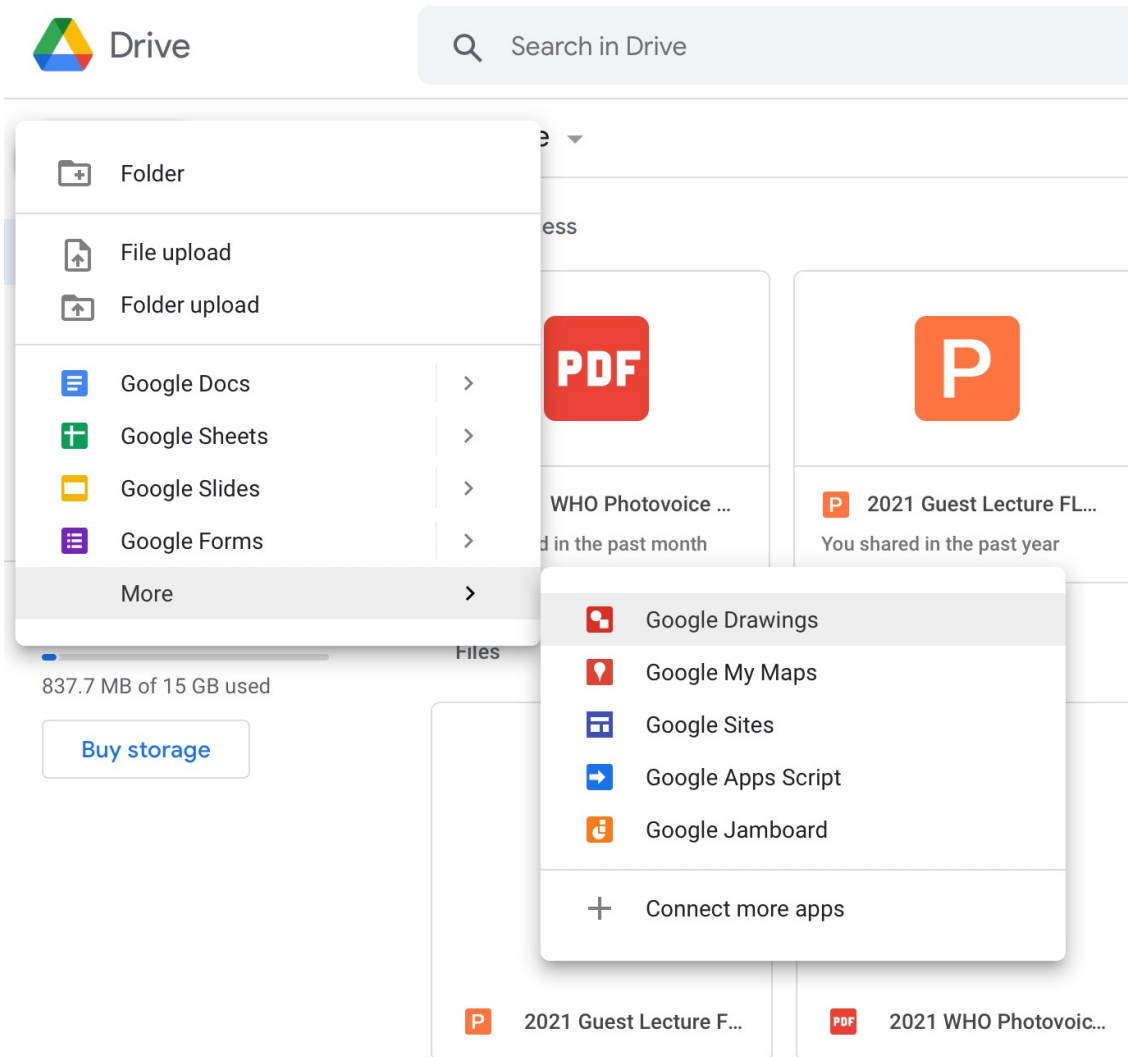 Drive
Search in Drive
e
Folder
ess
File upload
Folder upload
PDF
P
Google Docs
Google Sheets
Google Slides
WHO Photovoice ...
P 2021 Guest Lecture FL...
Google Forms
d in the past month
You shared in the past year
More
Google Drawings
Files
Google My Maps
837.7 MB of 15 GB used
Google Sites
Buy storage
Google Apps Script
Google Jamboard
Connect more apps
P 2021 Guest Lecture F...
PDF 2021 WHO Photovoic...